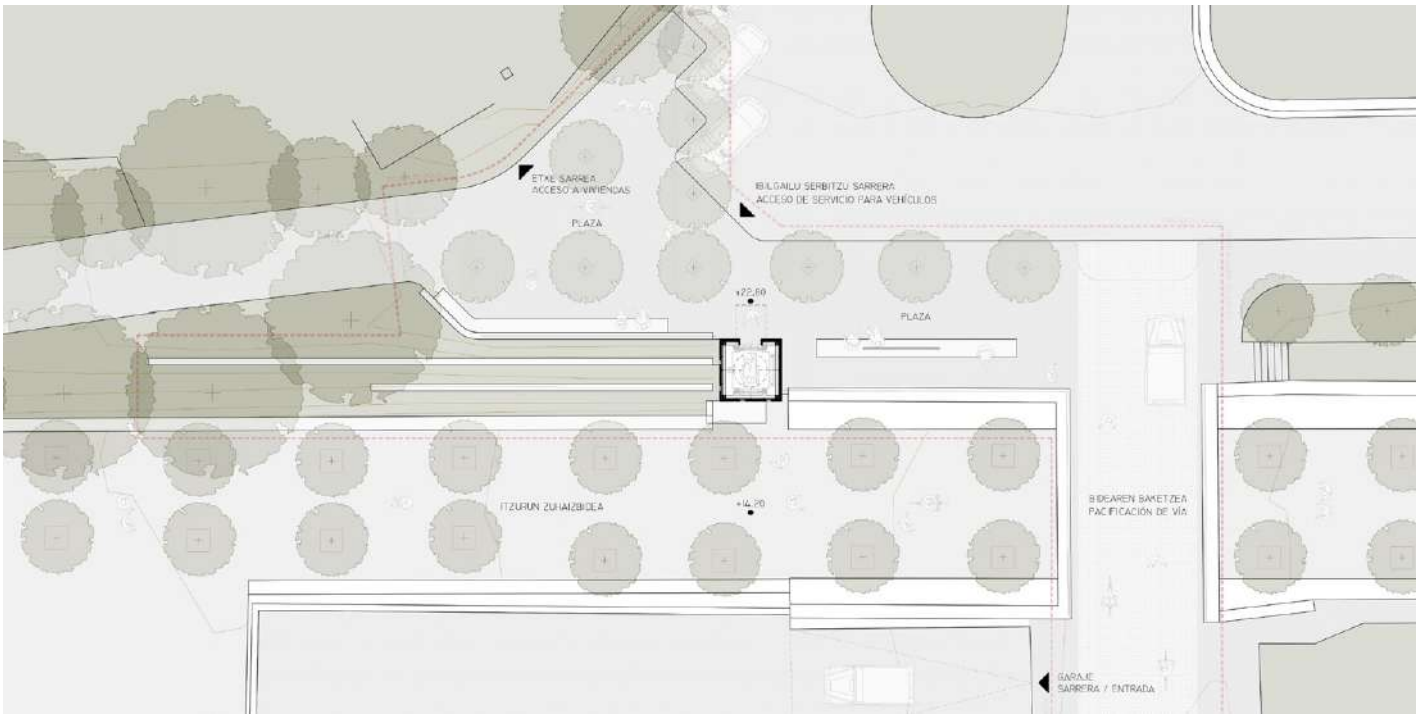 ETXE SARREA
ACCESO A VIVIENDAS
IBILGAILU SERBITZU SARRERA
ACCESO DE SERVICIO PARA VEHÍCULOS
PLAZA
+22,80
PLAZA
ITZURUN ZUHAIZBIDEA
+14,20
BIDEAREN BAKETZEA
PACIFICACIÓN DE VÍA
GARAJE
SARRERA / ENTRADA